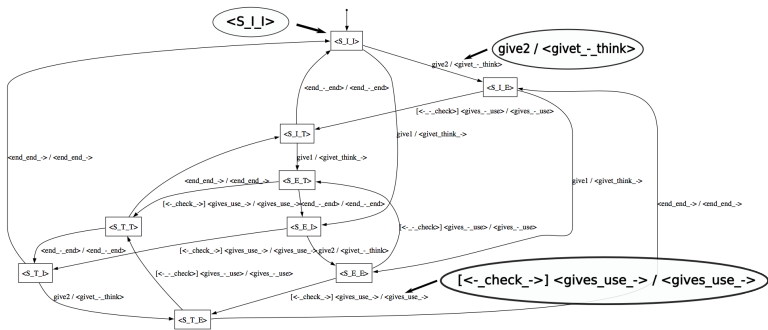 <S_I_I>
<S_I_I>
give2 / <givet_-_think>
give2 / <givet_-_think>
<S_I_E>
<end_-_end> / <end_-_end>
[<-_-_check>] <gives_-_use> / <gives_-_use>
<S_I_T>
give1 / <givet_think_->
<end_end_-> / <end_end_->
give1 / <givet_think_->
<S_E_T>
<end_end_-> / <end_end_->
give1 / <givet_think_->
[<-_check_->] <gives_use_-> / <gives_use_->
<end_-_end> / <end_-_end>
<end_end_-> / <end_end_->
<S_T_T>
<S_E_I>
[<-_-_check>] <gives_-_use> / <gives_-_use>
<end_-_end> / <end_-_end>
[<-_check_->] <gives_use_-> / <gives_use_->
give2 / <givet_-_think>
<S_T_I>
[<-_-_check>] <gives_-_use> / <gives_-_use>
<S_E_E>
[<-_check_->] <gives_use_-> / <gives_use_->
give2 / <givet_-_think>
[<-_check_->] <gives_use_-> / <gives_use_->
<S_T_E>